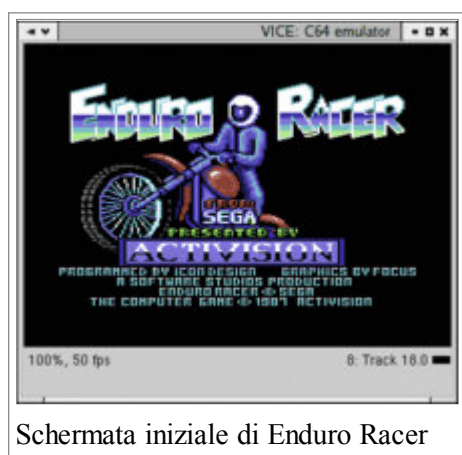 VICE: C64 emulator
ENDURO RACER
FROM
SEGA
PRESENTED BY
ACTIVISION
PROGRAMMED BY ICON DESIGN GRAPHICS BY FOCUS
A SOFTWARE STUDIOS PRODUCTION
ENDURO RACER © SEGA
THE COMPUTER GAME © 1987 ACTIVISION
100%, 50 fps
8: Track 18.0
Schermata iniziale di Enduro Racer